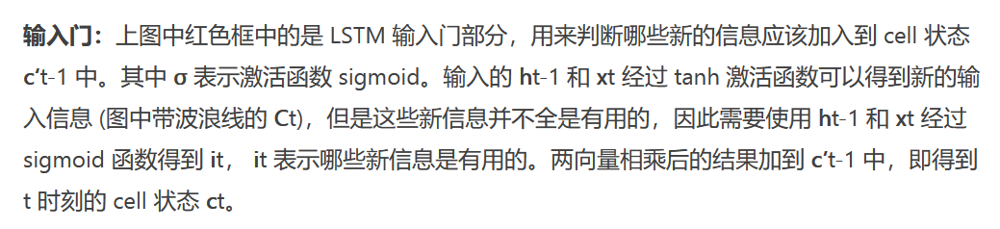 输入门：上图中红色框中的是 LSTM 输入门部分，用来判断哪些新的信息应该加入到 cell 状态
c‘t-1 中。其中 σ 表示激活函数 sigmoid。输入的 ht-1 和 xt 经过 tanh 激活函数可以得到新的输
入信息 (图中带波浪线的 Ct)，但是这些新信息并不全是有用的，因此需要使用 ht-1 和 xt 经过
sigmoid 函数得到 it， it 表示哪些新信息是有用的。两向量相乘后的结果加到 c’t-1 中，即得到
t 时刻的 cell 状态 ct。